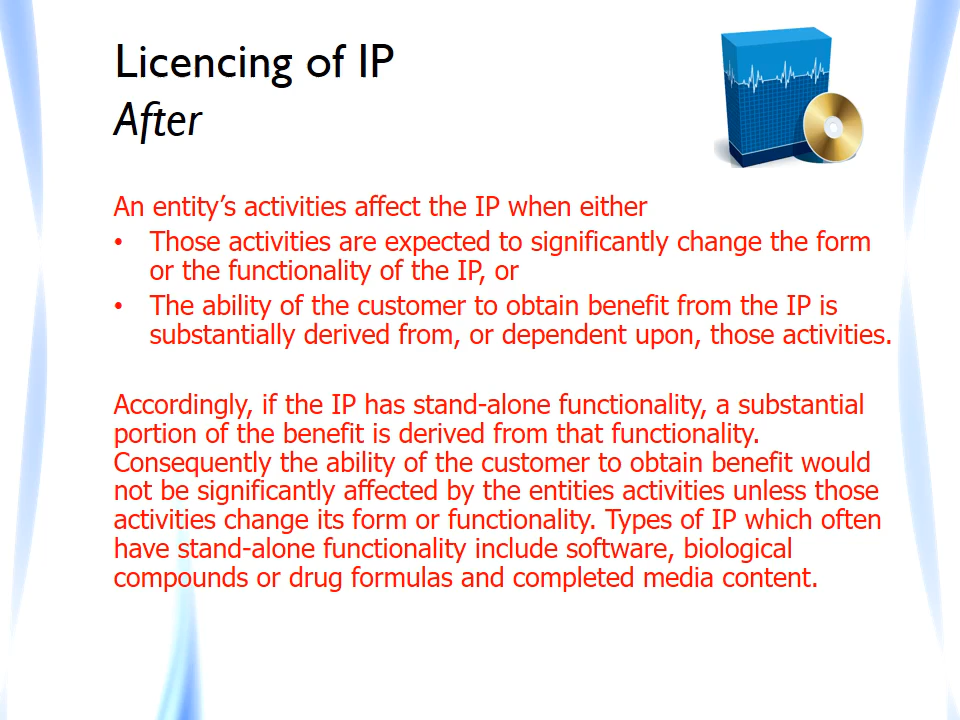 Licencing of IP
After
An entity’s activities affect the IP when either
• Those activities are expected to significantly change the form
or the functionality of the IP, or
• The ability of the customer to obtain benefit from the IP is
substantially derived from, or dependent upon, those activities.
Accordingly, if the IP has stand-alone functionality, a substantial
portion of the benefit is derived from that functionality.
Consequently the ability of the customer to obtain benefit would
not be significantly affected by the entities activities unless those
activities change its form or functionality. Types of IP which often
have stand-alone functionality include software, biological
compounds or drug formulas and completed media content.